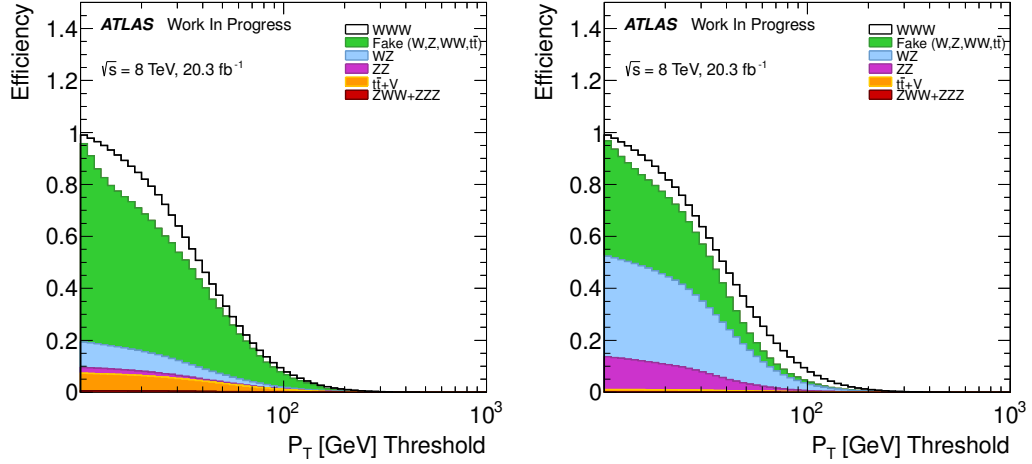 Efficiency
1.4
1.2
1
0.8
0.6
0.4
0.2
0
ATLAS Work In Progress
√s = 8 TeV, 20.3 fb⁻¹
WWW
Fake (W,Z,WW,tt̄)
WZ
ZZ
tt̄+V
ZWW+ZZZ
10²
10³
P_T [GeV] Threshold
Efficiency
1.4
1.2
1
0.8
0.6
0.4
0.2
0
ATLAS Work In Progress
√s = 8 TeV, 20.3 fb⁻¹
WWW
Fake (W,Z,WW,tt̄)
WZ
ZZ
tt̄+V
ZWW+ZZZ
10²
10³
P_T [GeV] Threshold